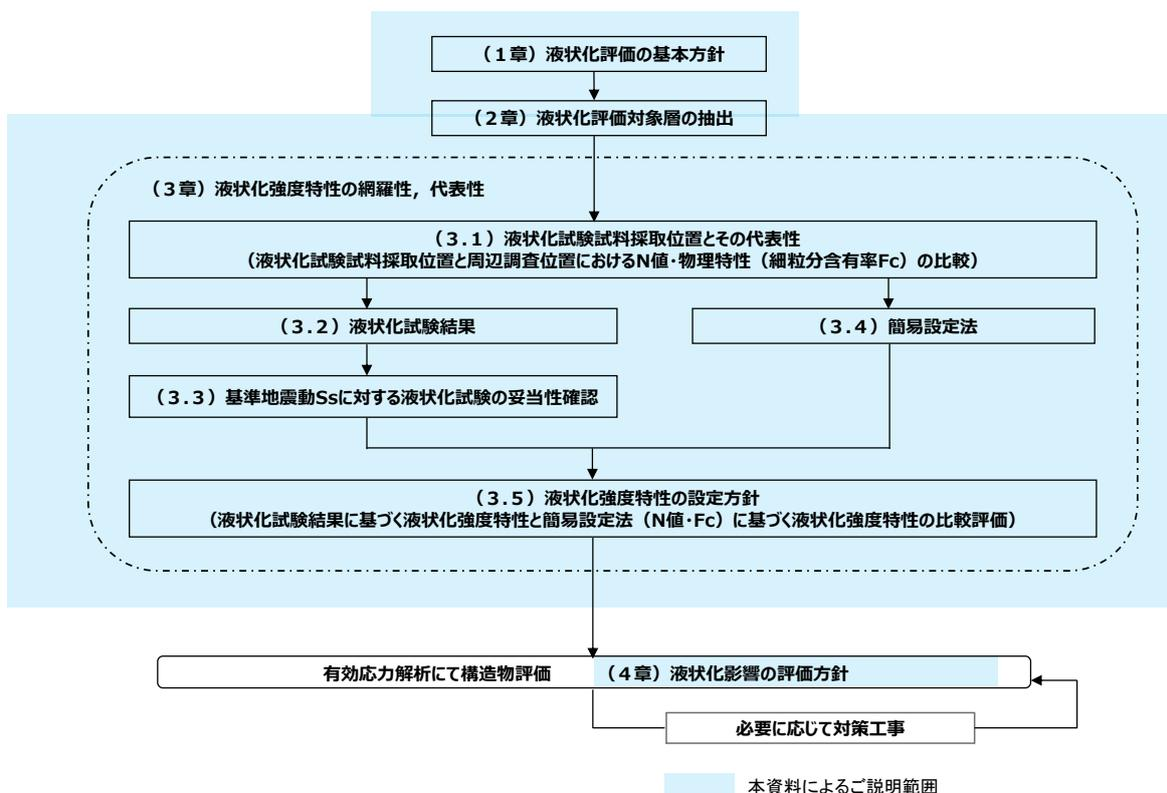 （１章）液状化評価の基本方針
（２章）液状化評価対象層の抽出
（３章）液状化強度特性の網羅性，代表性
（３.１）液状化試験試料採取位置とその代表性
（液状化試験試料採取位置と周辺調査位置におけるN値・物理特性（細粒分含有率Fc）の比較）
（３.２）液状化試験結果
（３.４）簡易設定法
（３.３）基準地震動Ssに対する液状化試験の妥当性確認
（３.５）液状化強度特性の設定方針
（液状化試験結果に基づく液状化強度特性と簡易設定法（N値・Fc）に基づく液状化強度特性の比較評価）
有効応力解析にて構造物評価
（４章）液状化影響の評価方針
必要に応じて対策工事
本資料によるご説明範囲